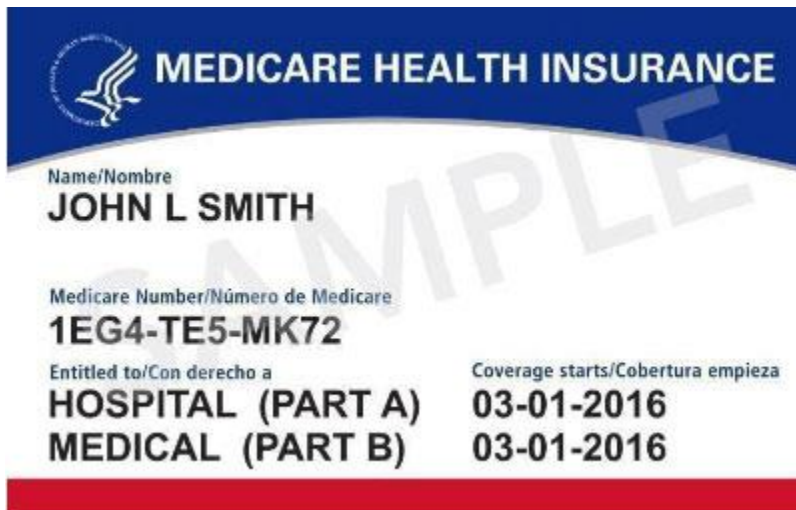 MEDICARE HEALTH INSURANCE
Name/Nombre
JOHN L SMITH
Medicare Number/Número de Medicare
1EG4-TE5-MK72
Entitled to/Con derecho a Coverage starts/Cobertura empieza
HOSPITAL (PART A) 03-01-2016
MEDICAL (PART B) 03-01-2016
SAMPLE